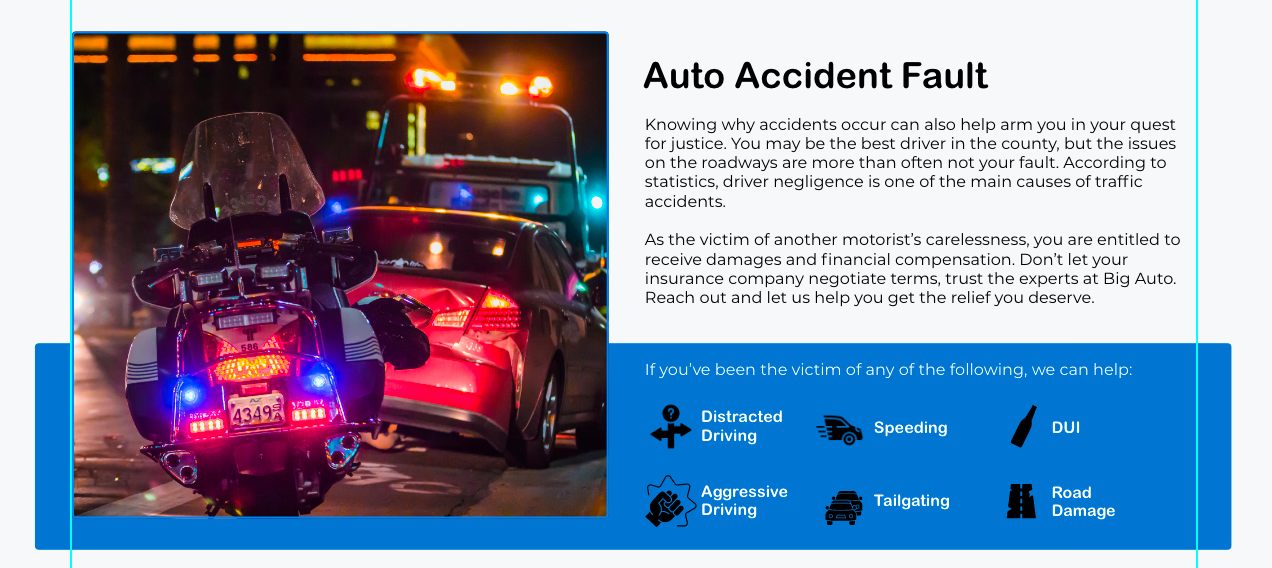 Auto Accident Fault
Knowing why accidents occur can also help arm you in your quest
for justice. You may be the best driver in the county, but the issues
on the roadways are more than often not your fault. According to
statistics, driver negligence is one of the main causes of traffic
accidents.
As the victim of another motorist's carelessness, you are entitled to
receive damages and financial compensation. Don't let your
insurance company negotiate terms, trust the experts at Big Auto.
Reach out and let us help you get the relief you deserve.
586
AZ
4349
If you've been the victim of any of the following, we can help:
?
Distracted
Driving
Speeding
DUI
Aggressive
Driving
Tailgating
Road
Damage